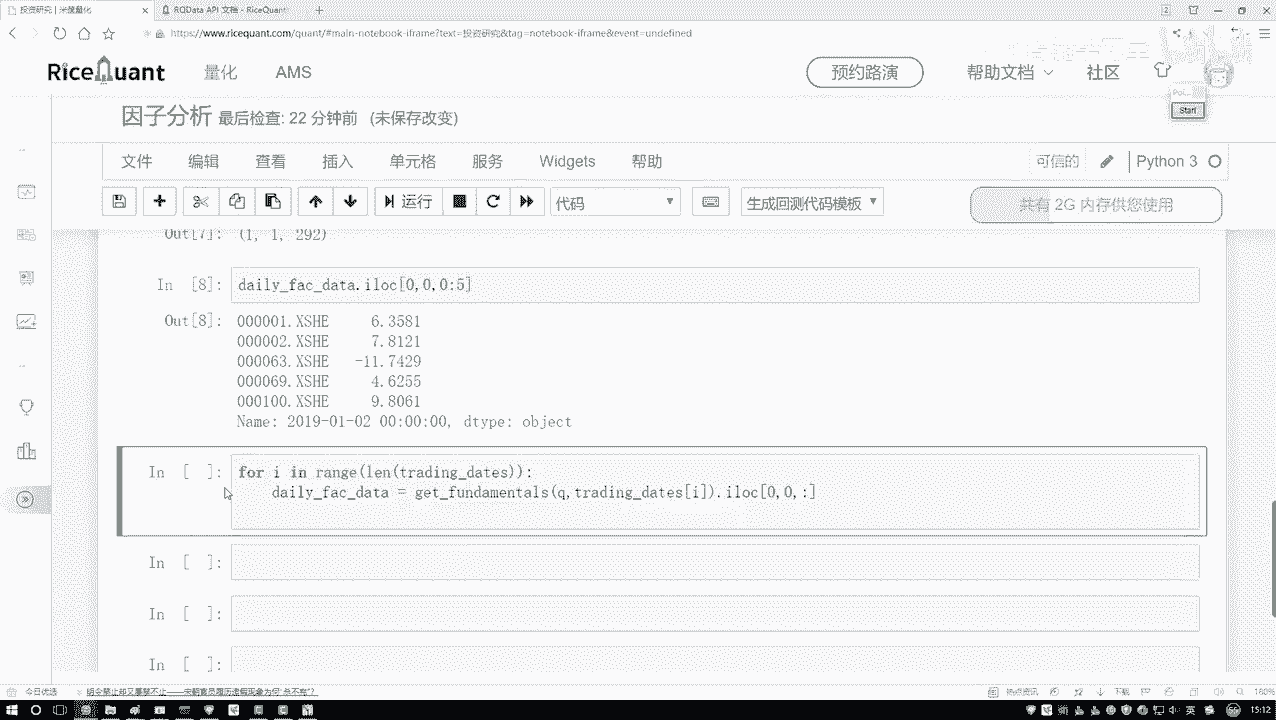 投资研究 | 米筐量化
RQData API 文档 - RiceQuant
https://www.ricequant.com/quant/#main-notebook-iframe?text=投资研究&tag=notebook-iframe&event=undefined
RiceQuant 量化 AMS 预约路演 帮助文档 社区
Start
因子分析 最后检查: 22 分钟前 (未保存改变)
文件 编辑 查看 插入 单元格 服务 Widgets 帮助 可信的 Python 3
运行 代码 生成回测代码模板 共有 2G 内存供您使用
Out[7]: (1, 1, 292)
In [8]: daily_fac_data.iloc[0,0,0:5]
Out[8]: 000001.XSHE 6.3581
000002.XSHE 7.8121
000063.XSHE -11.7429
000069.XSHE 4.6255
000100.XSHE 9.8061
Name: 2019-01-02 00:00:00, dtype: object
In [ ]: for i in range(len(trading_dates)):
daily_fac_data = get_fundamentals(q,trading_dates[i]).iloc[0,0,:]
In [ ]:
In [ ]:
In [ ]:
今日优选
热点资讯 下载 160%
英 15:12